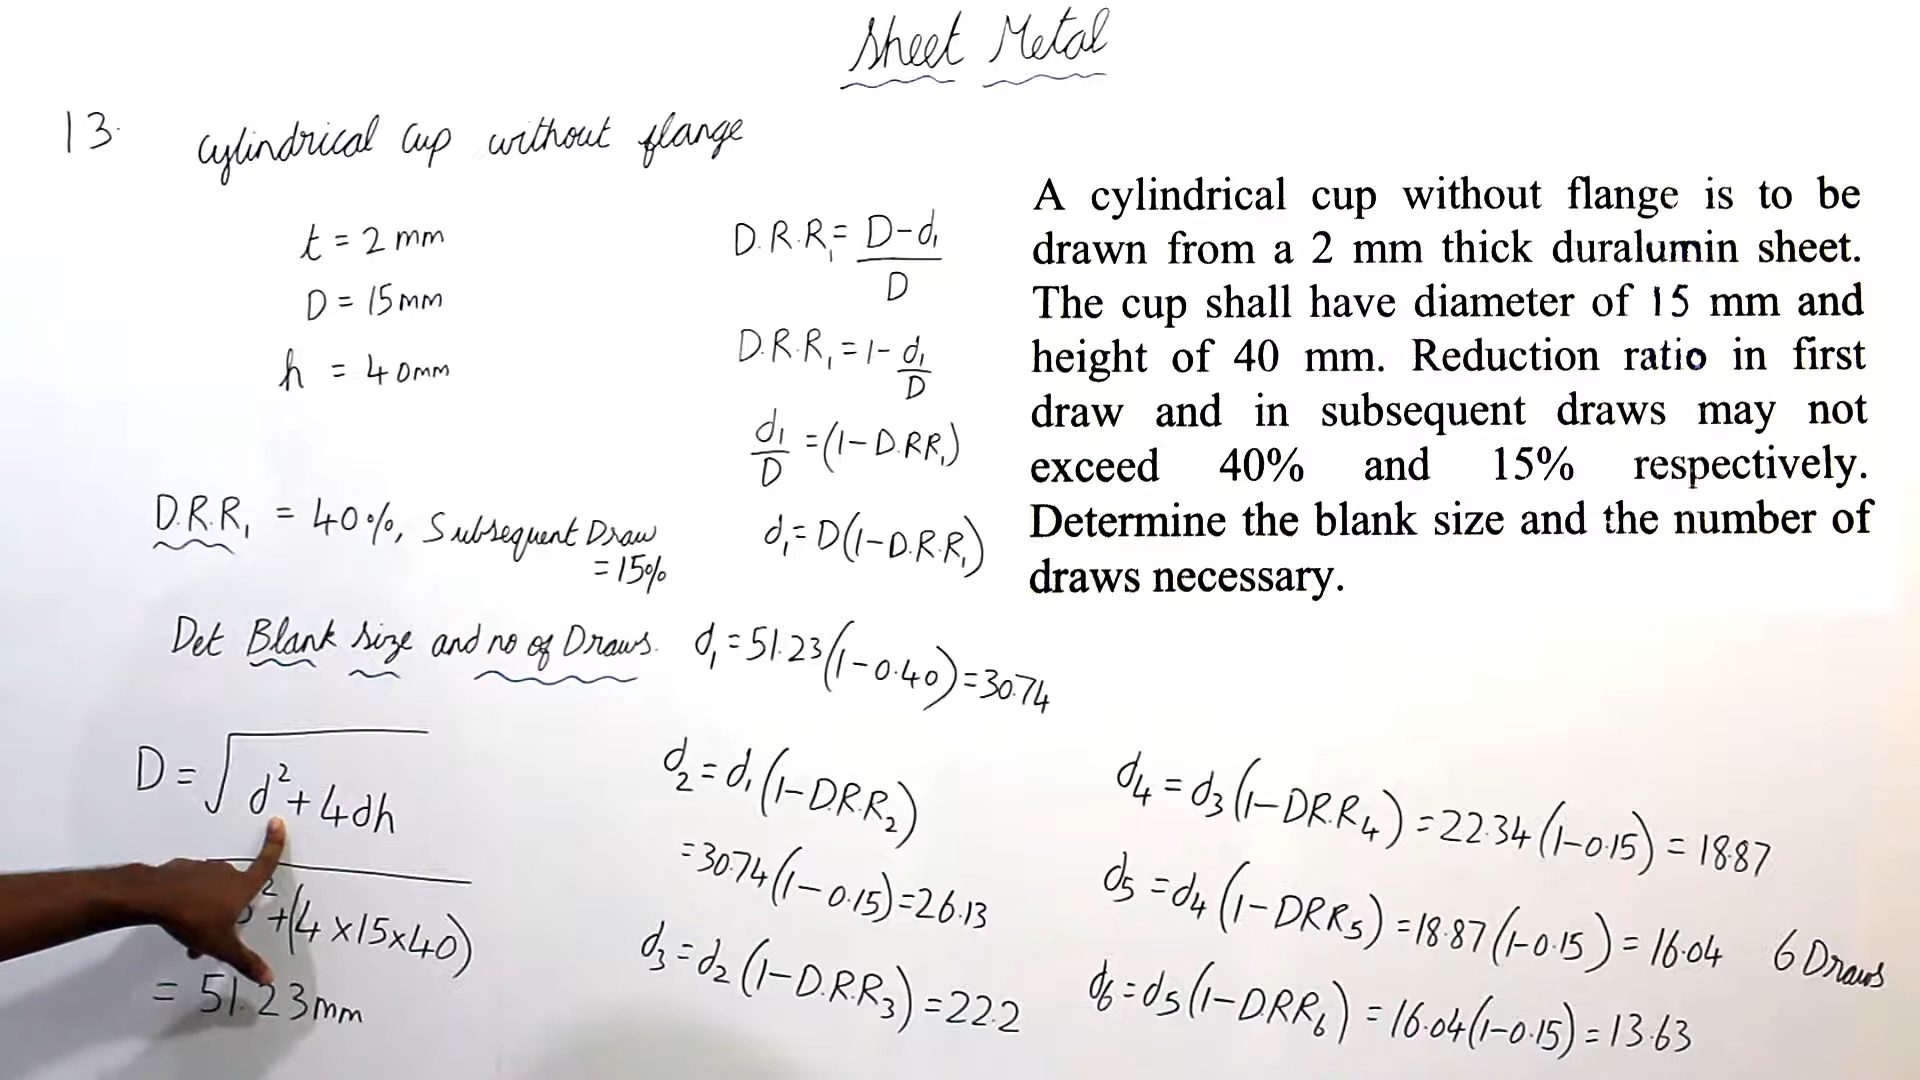 Sheet Metal
13. Cylindrical Cup without flange
t = 2 mm
D = 15mm
h = 40mm
D.R.R₁ = 40%, Subsequent Draw
= 15%
Det Blank size and no of Draws.
D = √d² + 4dh
² + (4 x 15 x 40)
= 51.23mm
D.R.R₁ = D - d₁ / D
D.R.R₁ = 1 - d₁ / D
d₁ / D = (1 - D.R.R₁)
d₁ = D(1 - D.R.R₁)
d₁ = 51.23(1 - 0.40) = 30.74
d₂ = d₁(1 - D.R.R₂)
= 30.74(1 - 0.15) = 26.13
d₃ = d₂(1 - D.R.R₃) = 22.2
d₄ = d₃(1 - D.R.R₄) = 22.34(1 - 0.15) = 18.87
d₅ = d₄(1 - DRR₅) = 18.87(1 - 0.15) = 16.04
d₆ = d₅(1 - D.RR₆) = 16.04(1 - 0.15) = 13.63
6 Draws
A cylindrical cup without flange is to be
drawn from a 2 mm thick duralumin sheet.
The cup shall have diameter of 15 mm and
height of 40 mm. Reduction ratio in first
draw and in subsequent draws may not
exceed 40% and 15% respectively.
Determine the blank size and the number of
draws necessary.